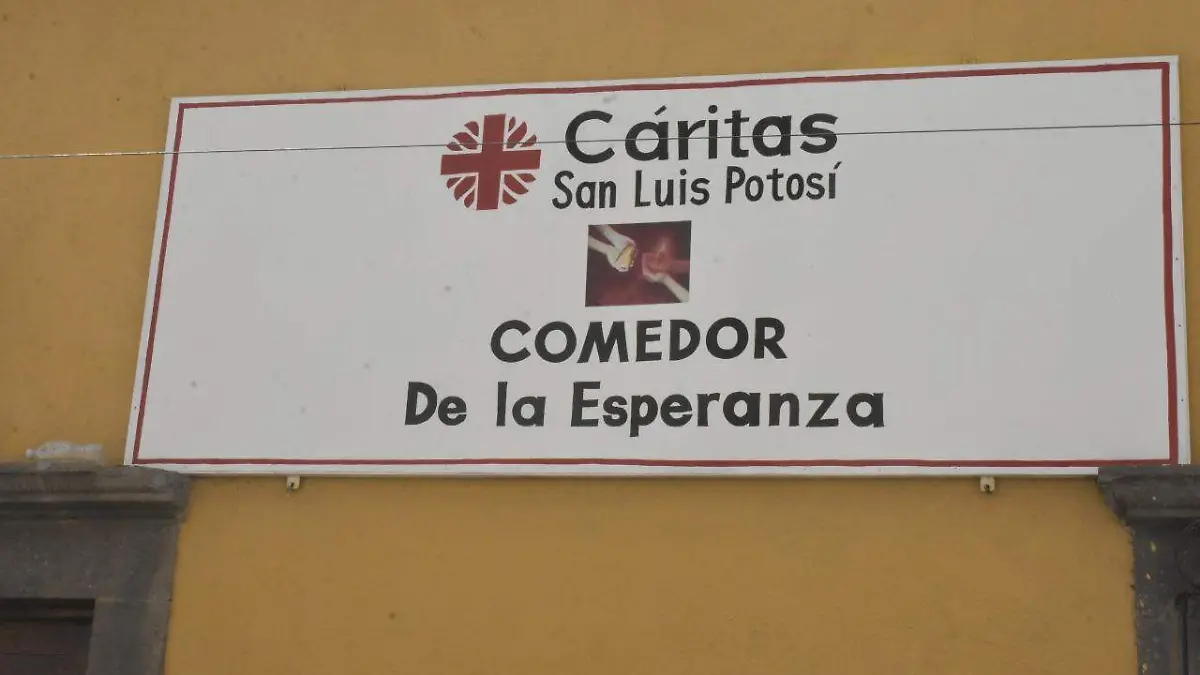 Cáritas
San Luis Potosí
COMEDOR
De la Esperanza